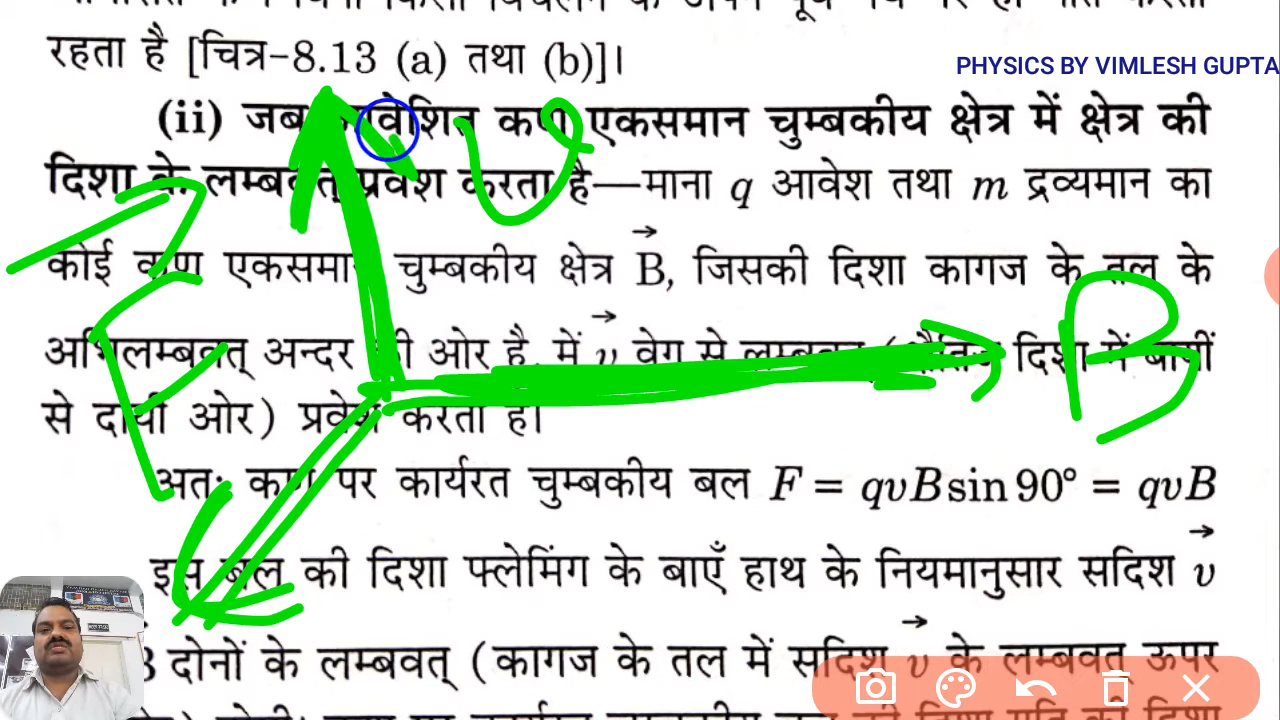 रहता है [चित्र-8.13 (a) तथा (b)]।
PHYSICS BY VIMLESH GUPTA
(ii) जब आवेशित कण एकसमान चुम्बकीय क्षेत्र में क्षेत्र की
दिशा के लम्बवत् प्रवेश करता है—माना q आवेश तथा m द्रव्यमान का
कोई कण एकसमान चुम्बकीय क्षेत्र B, जिसकी दिशा कागज के तल के
अभिलम्बवत् अन्दर की ओर है, में v वेग से लम्बवत् (क्षैतिज दिशा में बायीं
से दायीं ओर) प्रवेश करता है।
अतः कण पर कार्यरत चुम्बकीय बल F = qvB sin 90° = qvB
इस बल की दिशा फ्लेमिंग के बाएँ हाथ के नियमानुसार सदिश v
दोनों के लम्बवत् (कागज के तल में सदिश v के लम्बवत् ऊपर
υ
B
F